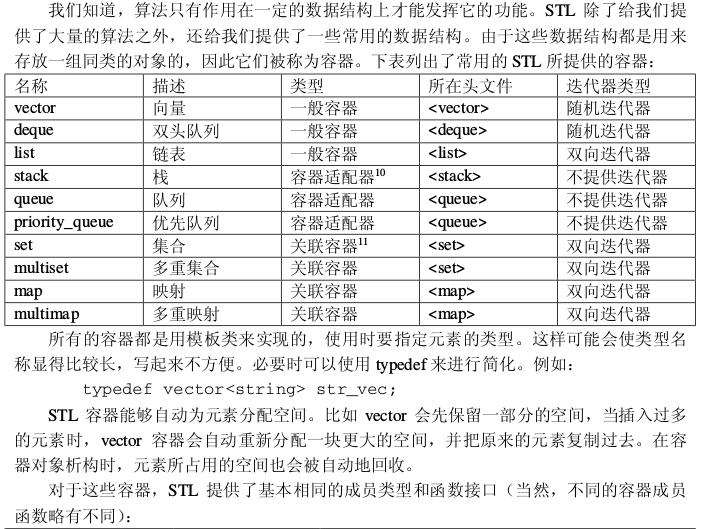 我们知道，算法只有作用在一定的数据结构上才能发挥它的功能。STL 除了给我们提
供了大量的算法之外，还给我们提供了一些常用的数据结构。由于这些数据结构都是用来
存放一组同类的对象的，因此它们被称为容器。下表列出了常用的 STL 所提供的容器：
名称 描述 类型 所在头文件 迭代器类型
vector 向量 一般容器 <vector> 随机迭代器
deque 双头队列 一般容器 <deque> 随机迭代器
list 链表 一般容器 <list> 双向迭代器
stack 栈 容器适配器10 <stack> 不提供迭代器
queue 队列 容器适配器 <queue> 不提供迭代器
priority_queue 优先队列 容器适配器 <queue> 不提供迭代器
set 集合 关联容器11 <set> 双向迭代器
multiset 多重集合 关联容器 <set> 双向迭代器
map 映射 关联容器 <map> 双向迭代器
multimap 多重映射 关联容器 <map> 双向迭代器
所有的容器都是用模板类来实现的，使用时要指定元素的类型。这样可能会使类型名
称显得比较长，写起来不方便。必要时可以使用 typedef 来进行简化。例如：
typedef vector<string> str_vec;
STL 容器能够自动为元素分配空间。比如 vector 会先保留一部分的空间，当插入过多
的元素时，vector 容器会自动重新分配一块更大的空间，并把原来的元素复制过去。在容
器对象析构时，元素所占用的空间也会被自动地回收。
对于这些容器，STL 提供了基本相同的成员类型和函数接口（当然，不同的容器成员
函数略有不同）：